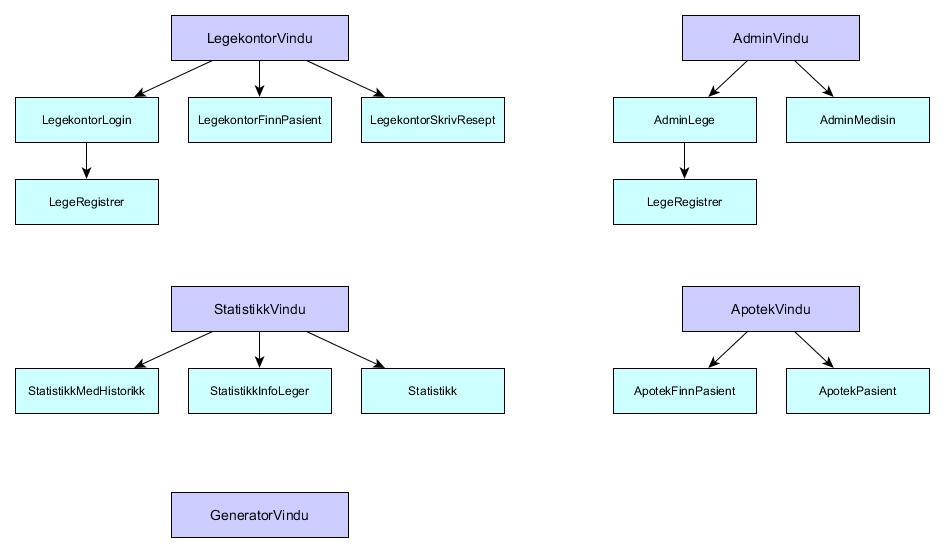 LegekontorVindu
AdminVindu
LegekontorLogin
LegekontorFinnPasient
LegekontorSkrivResept
AdminLege
AdminMedisin
LegeRegistrer
LegeRegistrer
StatistikkVindu
ApotekVindu
StatistikkMedHistorikk
StatistikkInfoLeger
Statistikk
ApotekFinnPasient
ApotekPasient
GeneratorVindu